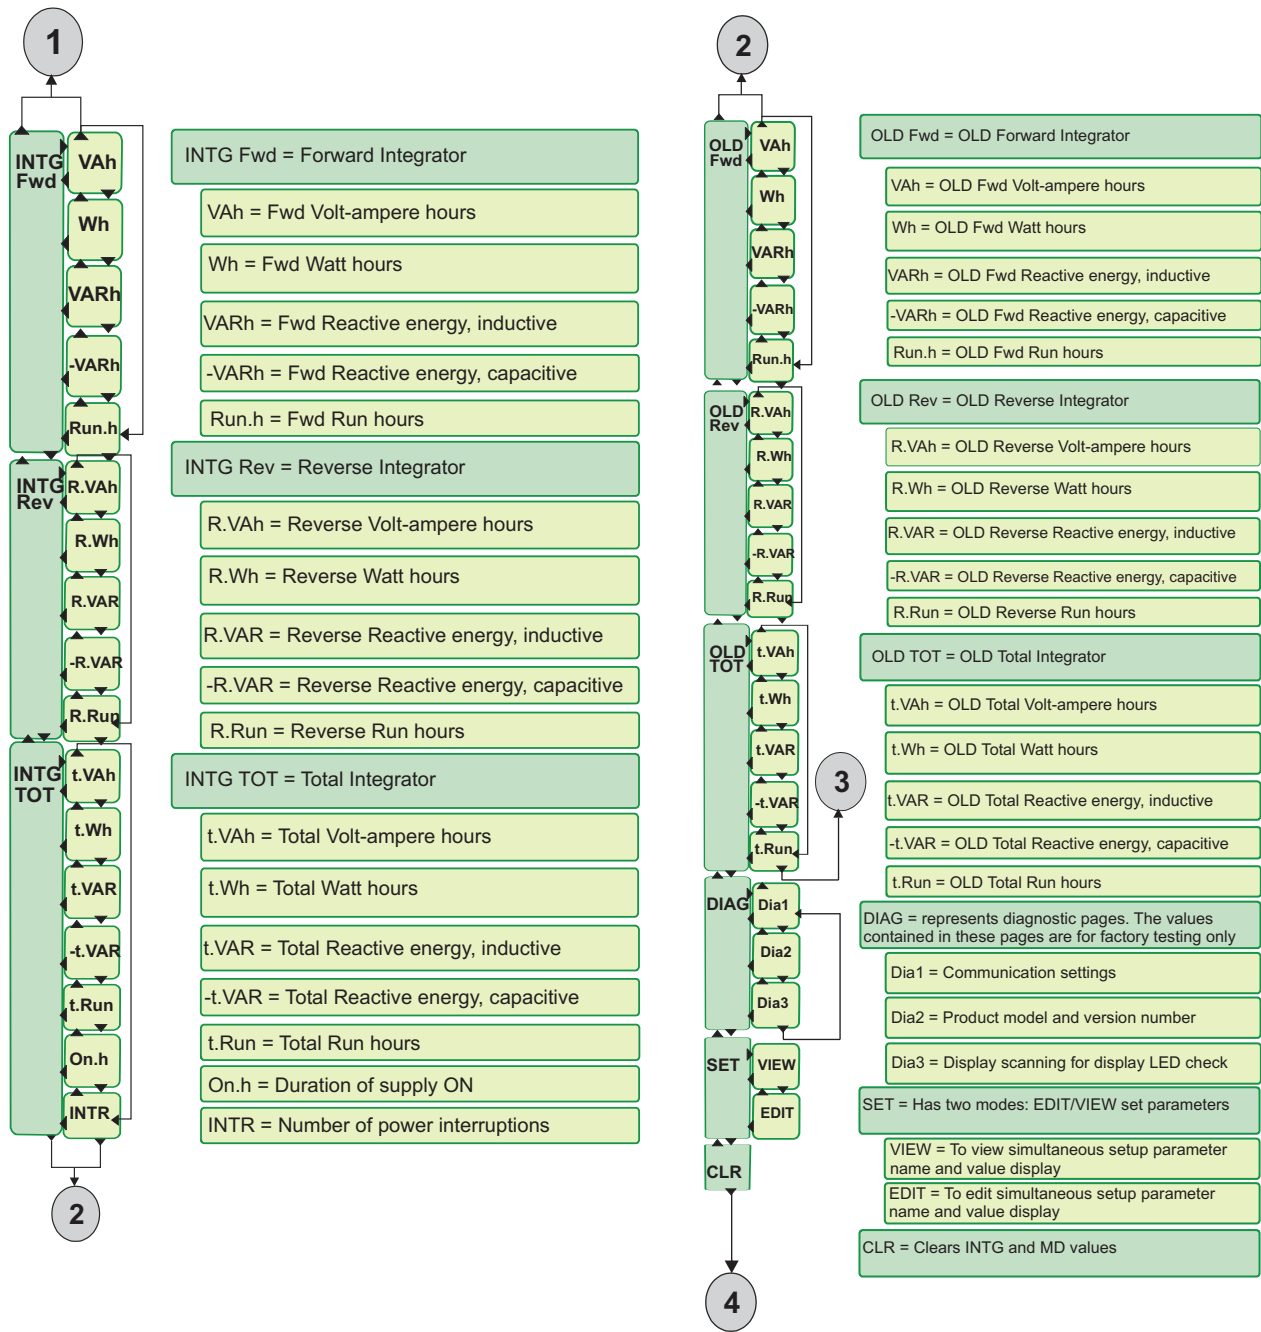 1
INTG
Fwd
VAh
Wh
VARh
-VARh
Run.h
INTG
Rev
R.VAh
R.Wh
R.VAR
-R.VAR
R.Run
INTG
TOT
t.VAh
t.Wh
t.VAR
-t.VAR
t.Run
On.h
INTR
2
INTG Fwd = Forward Integrator
VAh = Fwd Volt-ampere hours
Wh = Fwd Watt hours
VARh = Fwd Reactive energy, inductive
-VARh = Fwd Reactive energy, capacitive
Run.h = Fwd Run hours
INTG Rev = Reverse Integrator
R.VAh = Reverse Volt-ampere hours
R.Wh = Reverse Watt hours
R.VAR = Reverse Reactive energy, inductive
-R.VAR = Reverse Reactive energy, capacitive
R.Run = Reverse Run hours
INTG TOT = Total Integrator
t.VAh = Total Volt-ampere hours
t.Wh = Total Watt hours
t.VAR = Total Reactive energy, inductive
-t.VAR = Total Reactive energy, capacitive
t.Run = Total Run hours
On.h = Duration of supply ON
INTR = Number of power interruptions
2
OLD
Fwd
VAh
Wh
VARh
-VARh
Run.h
OLD
Rev
R.VAh
R.Wh
R.VAR
-R.VAR
R.Run
OLD
TOT
t.VAh
t.Wh
t.VAR
-t.VAR
t.Run
3
DIAG
Dia1
Dia2
Dia3
SET
VIEW
EDIT
CLR
4
OLD Fwd = OLD Forward Integrator
VAh = OLD Fwd Volt-ampere hours
Wh = OLD Fwd Watt hours
VARh = OLD Fwd Reactive energy, inductive
-VARh = OLD Fwd Reactive energy, capacitive
Run.h = OLD Fwd Run hours
OLD Rev = OLD Reverse Integrator
R.VAh = OLD Reverse Volt-ampere hours
R.Wh = OLD Reverse Watt hours
R.VAR = OLD Reverse Reactive energy, inductive
-R.VAR = OLD Reverse Reactive energy, capacitive
R.Run = OLD Reverse Run hours
OLD TOT = OLD Total Integrator
t.VAh = OLD Total Volt-ampere hours
t.Wh = OLD Total Watt hours
t.VAR = OLD Total Reactive energy, inductive
-t.VAR = OLD Total Reactive energy, capacitive
t.Run = OLD Total Run hours
DIAG = represents diagnostic pages. The values
contained in these pages are for factory testing only
Dia1 = Communication settings
Dia2 = Product model and version number
Dia3 = Display scanning for display LED check
SET = Has two modes: EDIT/VIEW set parameters
VIEW = To view simultaneous setup parameter
name and value display
EDIT = To edit simultaneous setup parameter
name and value display
CLR = Clears INTG and MD values